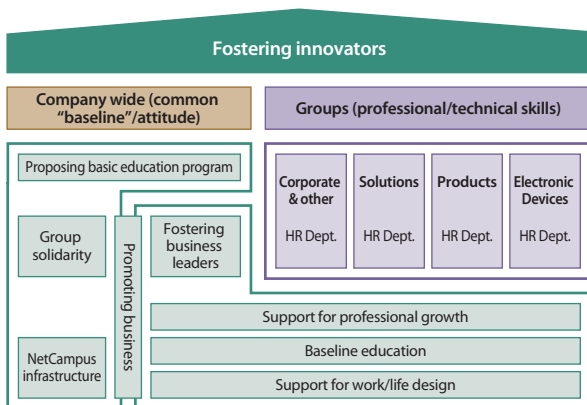 Fostering innovators
Company wide (common
“baseline”/attitude)
Groups (professional/technical skills)
Proposing basic education program
Group
solidarity
Promoting business
Fostering
business
leaders
Corporate
& other
HR Dept.
Solutions
HR Dept.
Products
HR Dept.
Electronic
Devices
HR Dept.
NetCampus
infrastructure
Support for professional growth
Baseline education
Support for work/life design